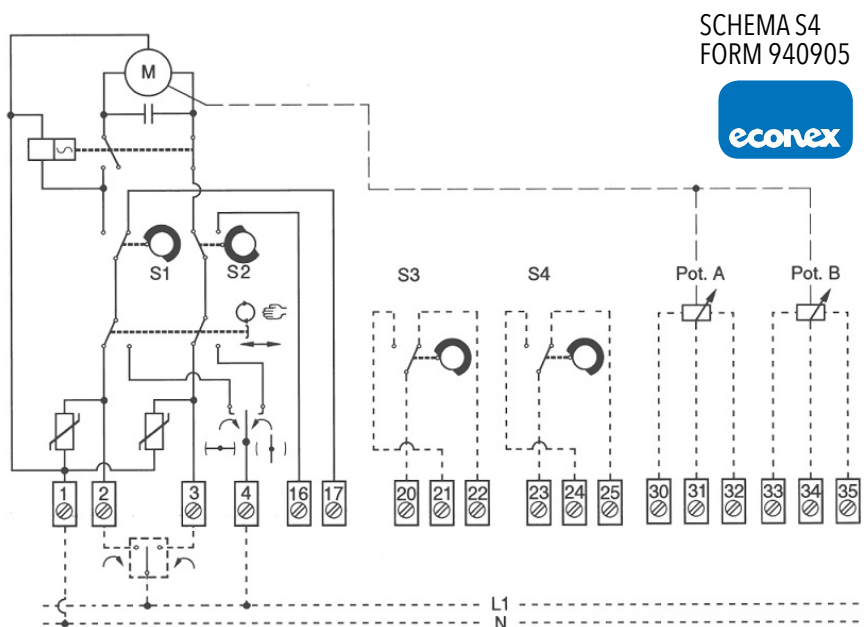 SCHEMA S4
FORM 940905
econex
M
S1 S2 S3 S4 Pot. A Pot. B
1 2 3 4 16 17 20 21 22 23 24 25 30 31 32 33 34 35
L1
N